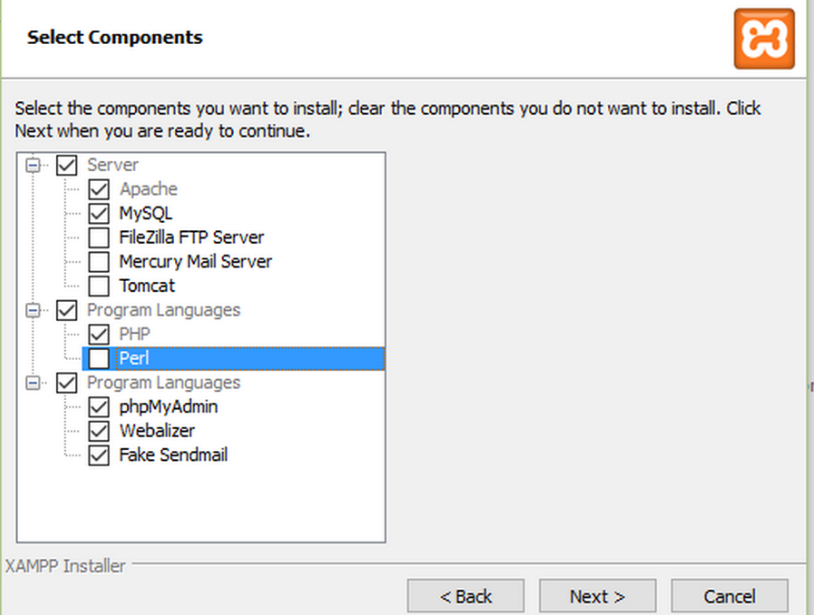 Select Components
Select the components you want to install; clear the components you do not want to install. Click
Next when you are ready to continue.
Server
Apache
MySQL
FileZilla FTP Server
Mercury Mail Server
Tomcat
Program Languages
PHP
Perl
Program Languages
phpMyAdmin
Webalizer
Fake Sendmail
XAMPP Installer
< Back
Next >
Cancel